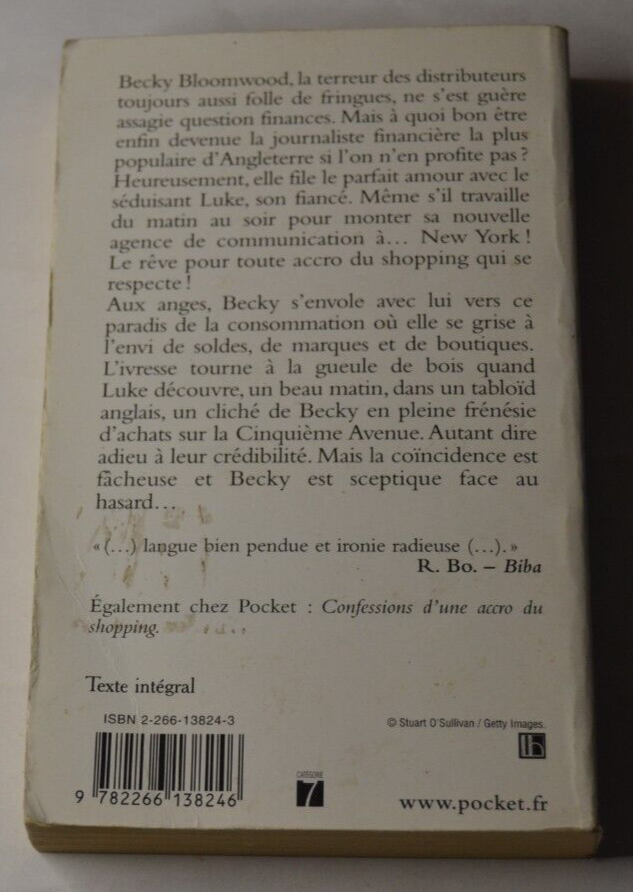 Becky Bloomwood, la terreur des distributeurs
toujours aussi folle de fringues, ne s'est guère
assagie question finances. Mais à quoi bon être
enfin devenue la journaliste financière la plus
populaire d'Angleterre si l'on n'en profite pas ?
Heureusement, elle file le parfait amour avec le
séduisant Luke, son fiancé. Même s'il travaille
du matin au soir pour monter sa nouvelle
agence de communication à... New York !
Le rêve pour toute accro du shopping qui se
respecte !
Aux anges, Becky s'envole avec lui vers ce
paradis de la consommation où elle se grise à
l'envi de soldes, de marques et de boutiques.
L'ivresse tourne à la gueule de bois quand
Luke découvre, un beau matin, dans un tabloïd
anglais, un cliché de Becky en pleine frénésie
d'achats sur la Cinquième Avenue. Autant dire
adieu à leur crédibilité. Mais la coïncidence est
fâcheuse et Becky est sceptique face au
hasard...
« (...) langue bien pendue et ironie radieuse (...). »
R. Bo. – Biba
Également chez Pocket : Confessions d'une accro du
shopping.
Texte intégral
ISBN 2-266-13824-3
© Stuart O'Sullivan / Getty Images.
9 782266 138246
CATÉGORIE
7
www.pocket.fr